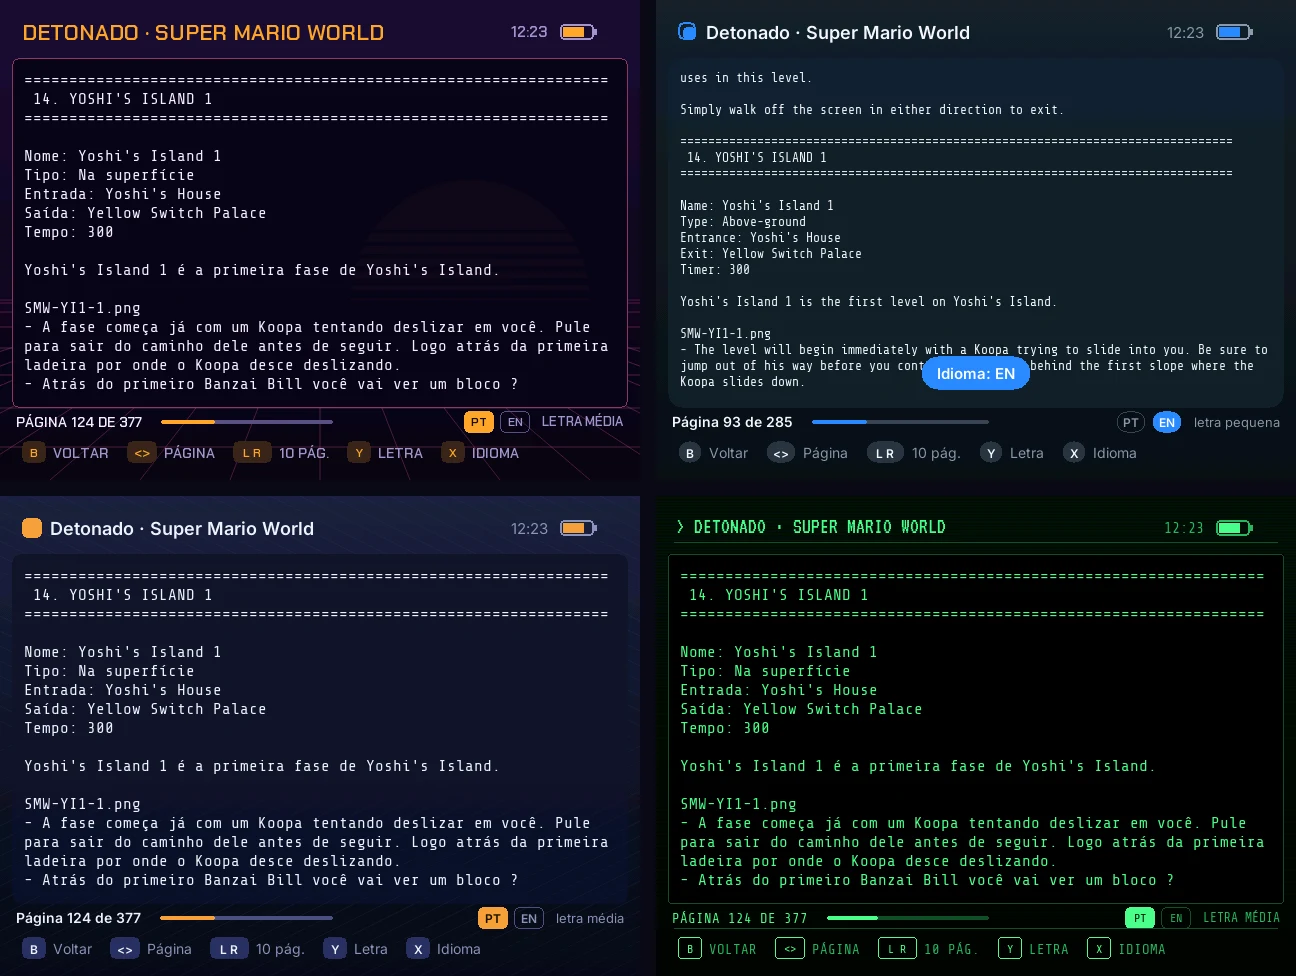 DETONADO · SUPER MARIO WORLD
12:23
=================================================================
14. YOSHI'S ISLAND 1
=================================================================
Nome: Yoshi's Island 1
Tipo: Na superfície
Entrada: Yoshi's House
Saída: Yellow Switch Palace
Tempo: 300
Yoshi's Island 1 é a primeira fase de Yoshi's Island.
SMW-YI1-1.png
- A fase começa já com um Koopa tentando deslizar em você. Pule
para sair do caminho dele antes de seguir. Logo atrás da primeira
ladeira por onde o Koopa desce deslizando.
- Atrás do primeiro Banzai Bill você vai ver um bloco ?
PÁGINA 124 DE 377
PT EN LETRA MÉDIA
B VOLTAR <> PÁGINA L R 10 PÁG. Y LETRA X IDIOMA
Detonado · Super Mario World
12:23
uses in this level.
Simply walk off the screen in either direction to exit.
===============================================================================
14. YOSHI'S ISLAND 1
===============================================================================
Name: Yoshi's Island 1
Type: Above-ground
Entrance: Yoshi's House
Exit: Yellow Switch Palace
Timer: 300
Yoshi's Island 1 is the first level on Yoshi's Island.
SMW-YI1-1.png
- The level will begin immediately with a Koopa trying to slide into you. Be sure to
jump out of his way before you behind the first slope where the
Idioma: EN
Koopa slides down.
Página 93 de 285
PT EN letra pequena
B Voltar <> Página L R 10 pág. Y Letra X Idioma
Detonado · Super Mario World
12:23
=================================================================
14. YOSHI'S ISLAND 1
=================================================================
Nome: Yoshi's Island 1
Tipo: Na superfície
Entrada: Yoshi's House
Saída: Yellow Switch Palace
Tempo: 300
Yoshi's Island 1 é a primeira fase de Yoshi's Island.
SMW-YI1-1.png
- A fase começa já com um Koopa tentando deslizar em você. Pule
para sair do caminho dele antes de seguir. Logo atrás da primeira
ladeira por onde o Koopa desce deslizando.
- Atrás do primeiro Banzai Bill você vai ver um bloco ?
Página 124 de 377
PT EN letra média
B Voltar <> Página L R 10 pág. Y Letra X Idioma
> DETONADO · SUPER MARIO WORLD
12:23
=================================================================
14. YOSHI'S ISLAND 1
=================================================================
Nome: Yoshi's Island 1
Tipo: Na superfície
Entrada: Yoshi's House
Saída: Yellow Switch Palace
Tempo: 300
Yoshi's Island 1 é a primeira fase de Yoshi's Island.
SMW-YI1-1.png
- A fase começa já com um Koopa tentando deslizar em você. Pule
para sair do caminho dele antes de seguir. Logo atrás da primeira
ladeira por onde o Koopa desce deslizando.
- Atrás do primeiro Banzai Bill você vai ver um bloco ?
PÁGINA 124 DE 377
PT EN LETRA MÉDIA
B VOLTAR <> PÁGINA L R 10 PÁG. Y LETRA X IDIOMA